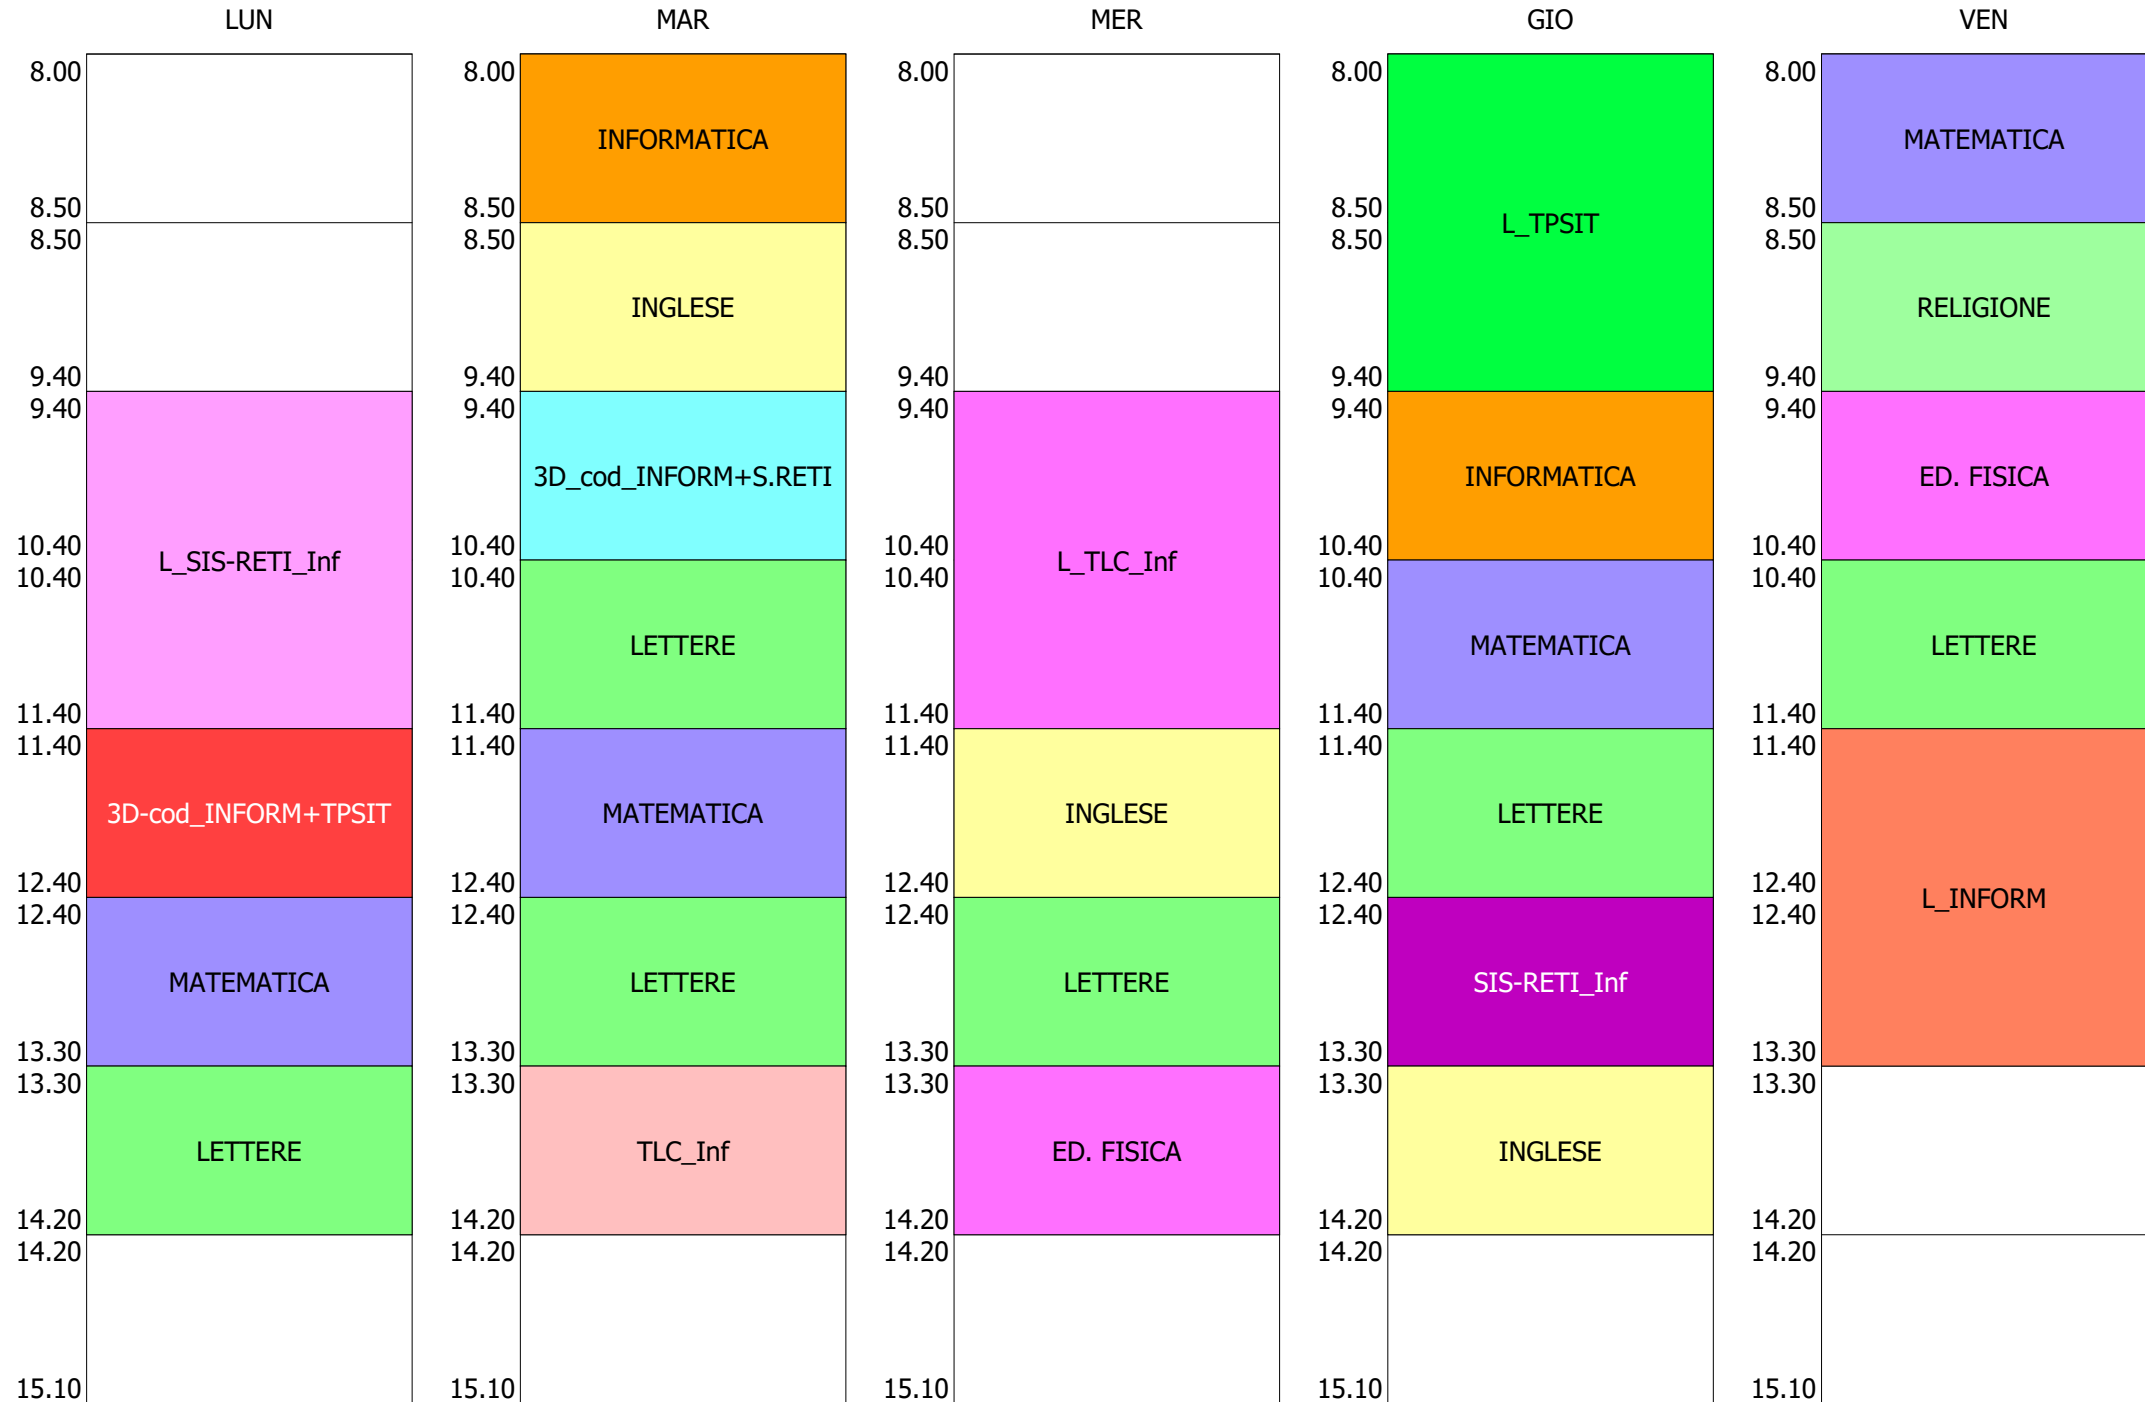 LUN
8.00
8.50
8.50
9.40
9.40
L_SIS-RETI_Inf
10.40
10.40
11.40
11.40
3D-cod_INFORM+TPSIT
12.40
12.40
MATEMATICA
13.30
13.30
LETTERE
14.20
14.20
15.10
MAR
8.00
INFORMATICA
8.50
8.50
INGLESE
9.40
9.40
3D_cod_INFORM+S.RETI
10.40
10.40
LETTERE
11.40
11.40
MATEMATICA
12.40
12.40
LETTERE
13.30
13.30
TLC_Inf
14.20
14.20
15.10
MER
8.00
8.50
8.50
9.40
9.40
L_TLC_Inf
10.40
10.40
11.40
11.40
INGLESE
12.40
12.40
LETTERE
13.30
13.30
ED. FISICA
14.20
14.20
15.10
GIO
8.00
8.50
L_TPSIT
8.50
9.40
9.40
INFORMATICA
10.40
10.40
MATEMATICA
11.40
11.40
LETTERE
12.40
12.40
SIS-RETI_Inf
13.30
13.30
INGLESE
14.20
14.20
15.10
VEN
8.00
MATEMATICA
8.50
8.50
RELIGIONE
9.40
9.40
ED. FISICA
10.40
10.40
LETTERE
11.40
11.40
12.40
L_INFORM
12.40
13.30
13.30
14.20
14.20
15.10